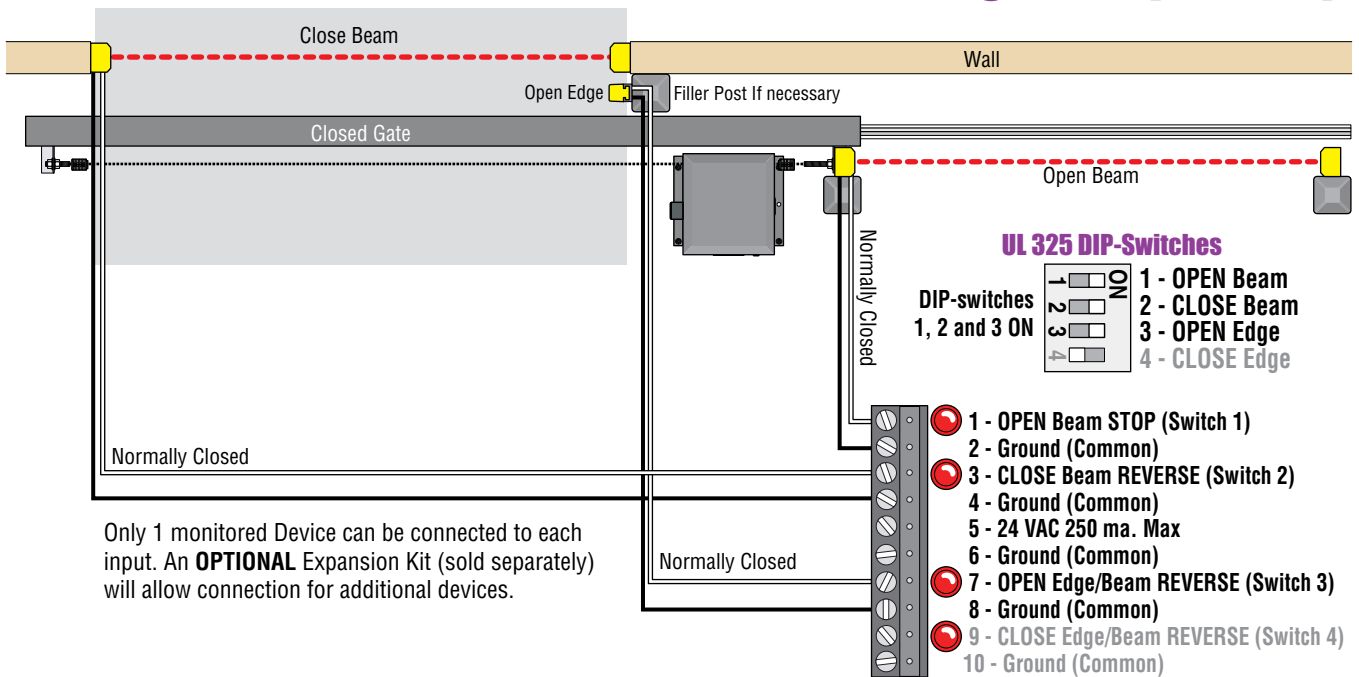 Close Beam
Wall
Open Edge
Filler Post If necessary
Closed Gate
Open Beam
Normally Closed
UL 325 DIP-Switches
DIP-switches
1, 2 and 3 ON
ON
1
2
3
4
1 - OPEN Beam
2 - CLOSE Beam
3 - OPEN Edge
4 - CLOSE Edge
Normally Closed
Only 1 monitored Device can be connected to each
input. An OPTIONAL Expansion Kit (sold separately)
will allow connection for additional devices.
Normally Closed
1 - OPEN Beam STOP (Switch 1)
2 - Ground (Common)
3 - CLOSE Beam REVERSE (Switch 2)
4 - Ground (Common)
5 - 24 VAC 250 ma. Max
6 - Ground (Common)
7 - OPEN Edge/Beam REVERSE (Switch 3)
8 - Ground (Common)
9 - CLOSE Edge/Beam REVERSE (Switch 4)
10 - Ground (Common)